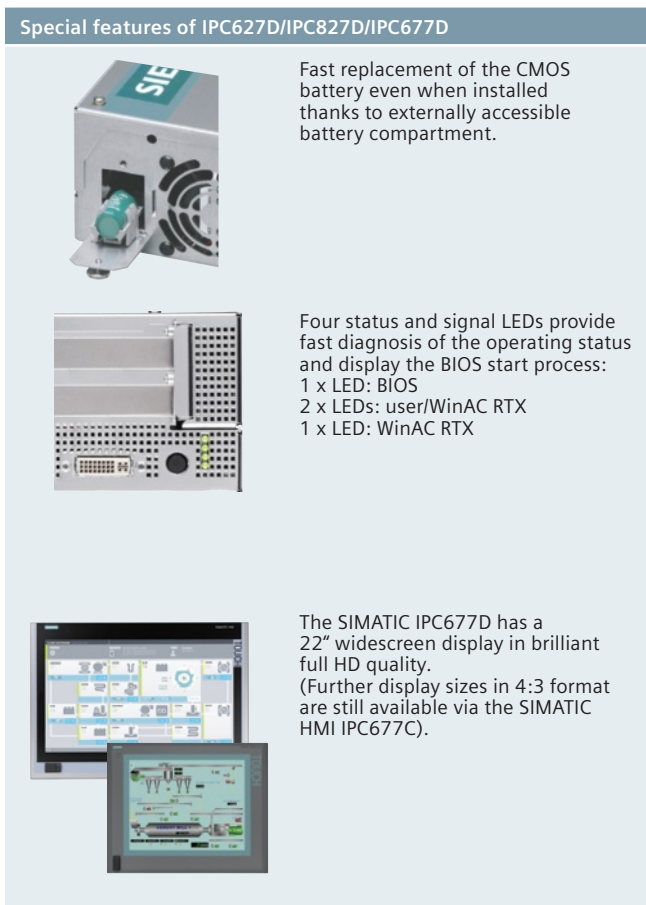 Special features of IPC627D/IPC827D/IPC677D
SIE
Fast replacement of the CMOS
battery even when installed
thanks to externally accessible
battery compartment.
Four status and signal LEDs provide
fast diagnosis of the operating status
and display the BIOS start process:
1 x LED: BIOS
2 x LEDs: user/WinAC RTX
1 x LED: WinAC RTX
The SIMATIC IPC677D has a
22“ widescreen display in brilliant
full HD quality.
(Further display sizes in 4:3 format
are still available via the SIMATIC
HMI IPC677C).
TOUCH
TOUCH